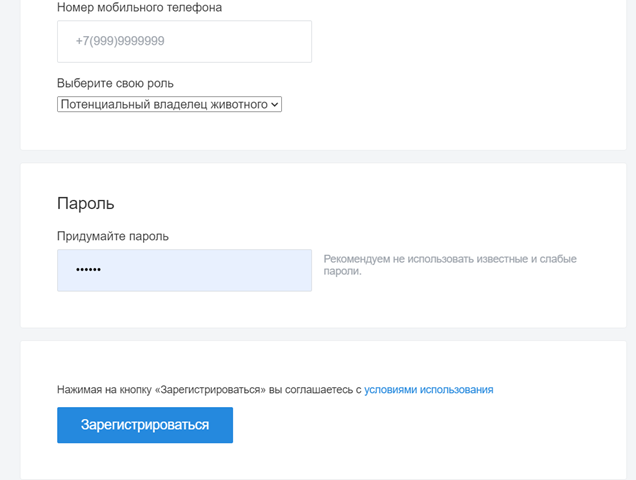 Номер мобильного телефона
+7(999)9999999
Выберите свою роль
Потенциальный владелец животного
Пароль
Придумайте пароль
••••••
Рекомендуем не использовать известные и слабые
пароли.
Нажимая на кнопку «Зарегистрироваться» вы соглашаетесь с условиями использования
Зарегистрироваться